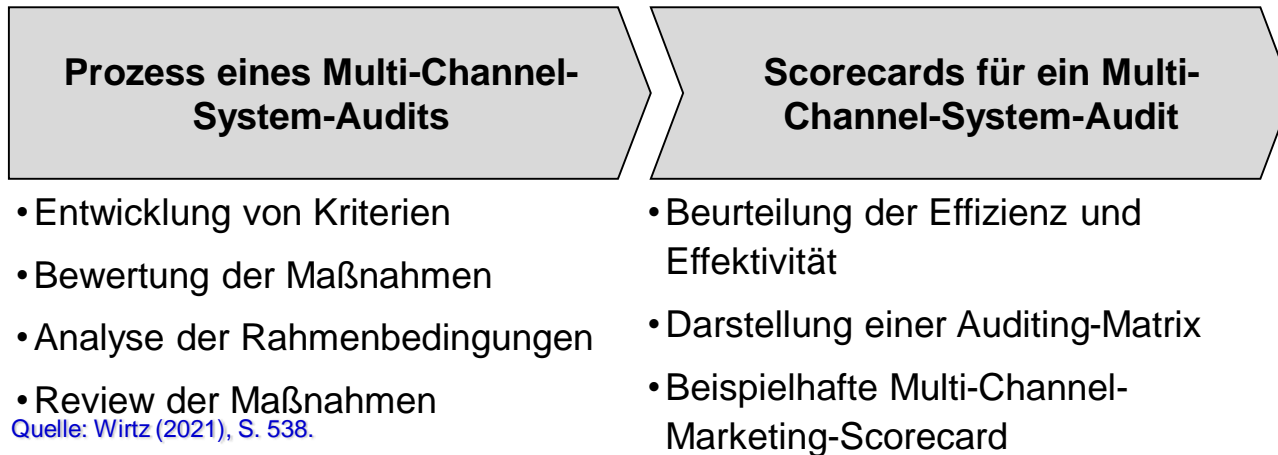 Prozess eines Multi-Channel-
System-Audits
• Entwicklung von Kriterien
• Bewertung der Maßnahmen
• Analyse der Rahmenbedingungen
• Review der Maßnahmen
Quelle: Wirtz (2021), S. 538.
Scorecards für ein Multi-
Channel-System-Audit
• Beurteilung der Effizienz und
Effektivität
• Darstellung einer Auditing-Matrix
• Beispielhafte Multi-Channel-
Marketing-Scorecard